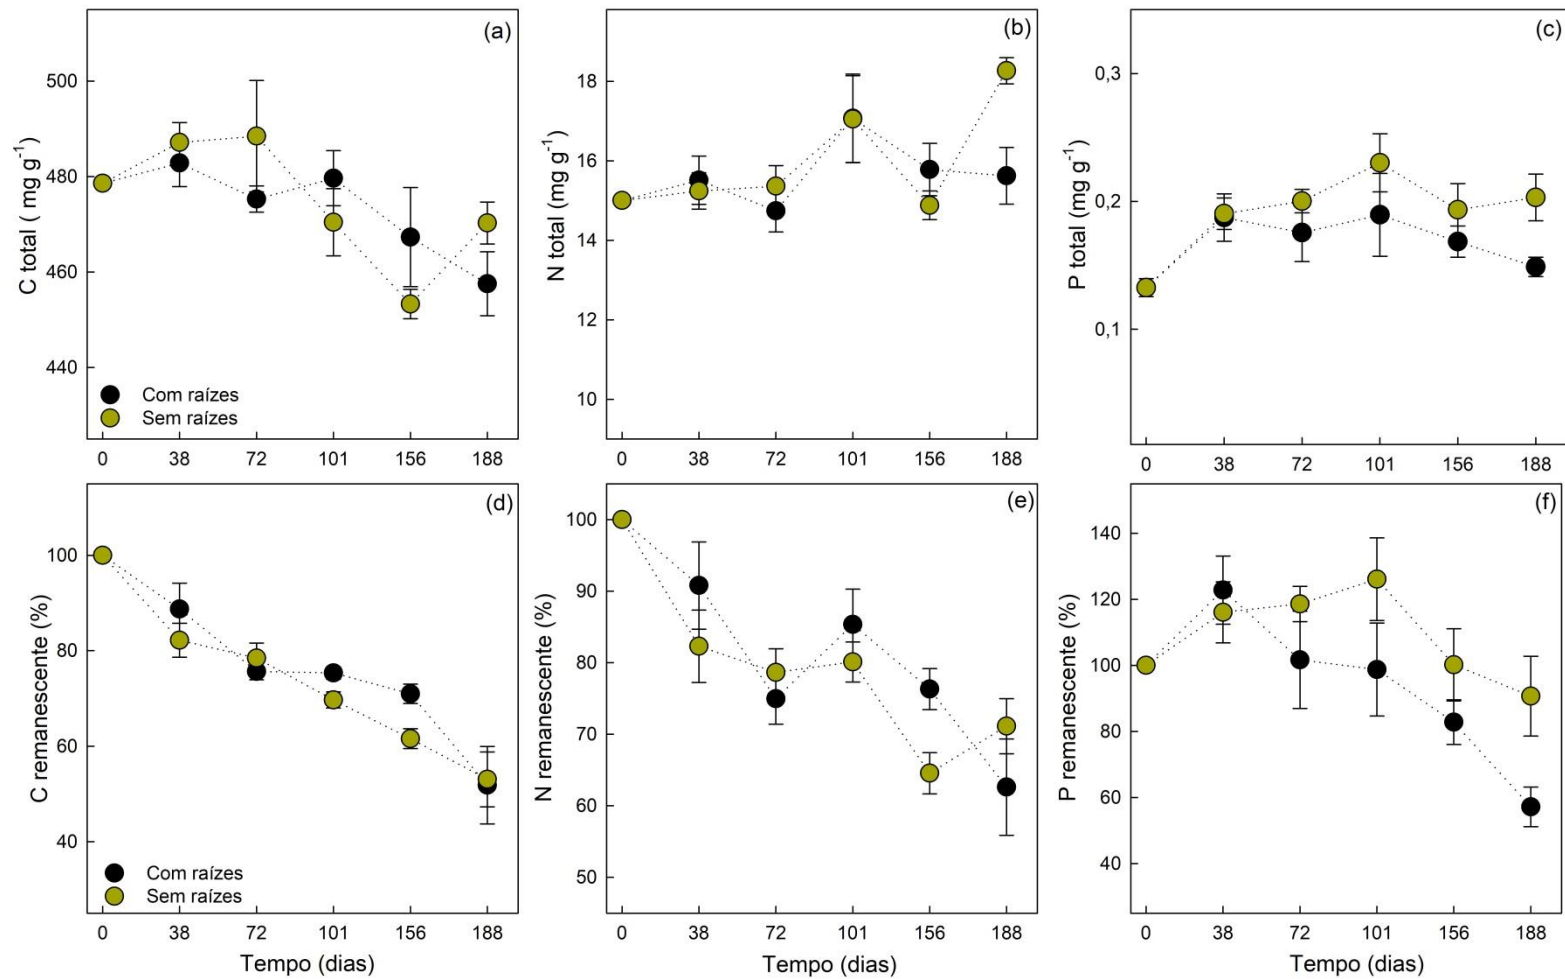 (a)
500
480
460
440
C total ( mg g⁻¹)
Com raízes
Sem raízes
0 38 72 101 156 188
(b)
18
16
14
12
10
N total (mg g⁻¹)
0 38 72 101 156 188
(c)
0,3
0,2
0,1
P total (mg g⁻¹)
0 38 72 101 156 188
(d)
100
80
60
40
C remanescente (%)
Com raízes
Sem raízes
0 38 72 101 156 188
Tempo (dias)
(e)
100
90
80
70
60
50
N remanescente (%)
0 38 72 101 156 188
Tempo (dias)
(f)
140
120
100
80
60
40
P remanescente (%)
0 38 72 101 156 188
Tempo (dias)